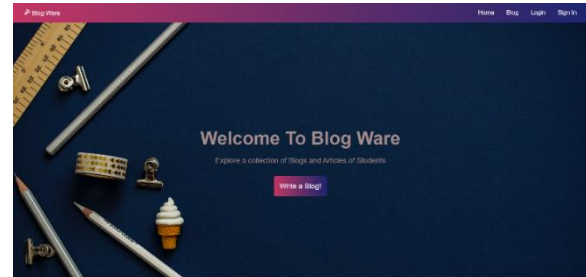 Blog Ware
Home Blog Login Sign In
Welcome To Blog Ware
Explore a collection of Blogs and Articles of Students
Write a Blog!